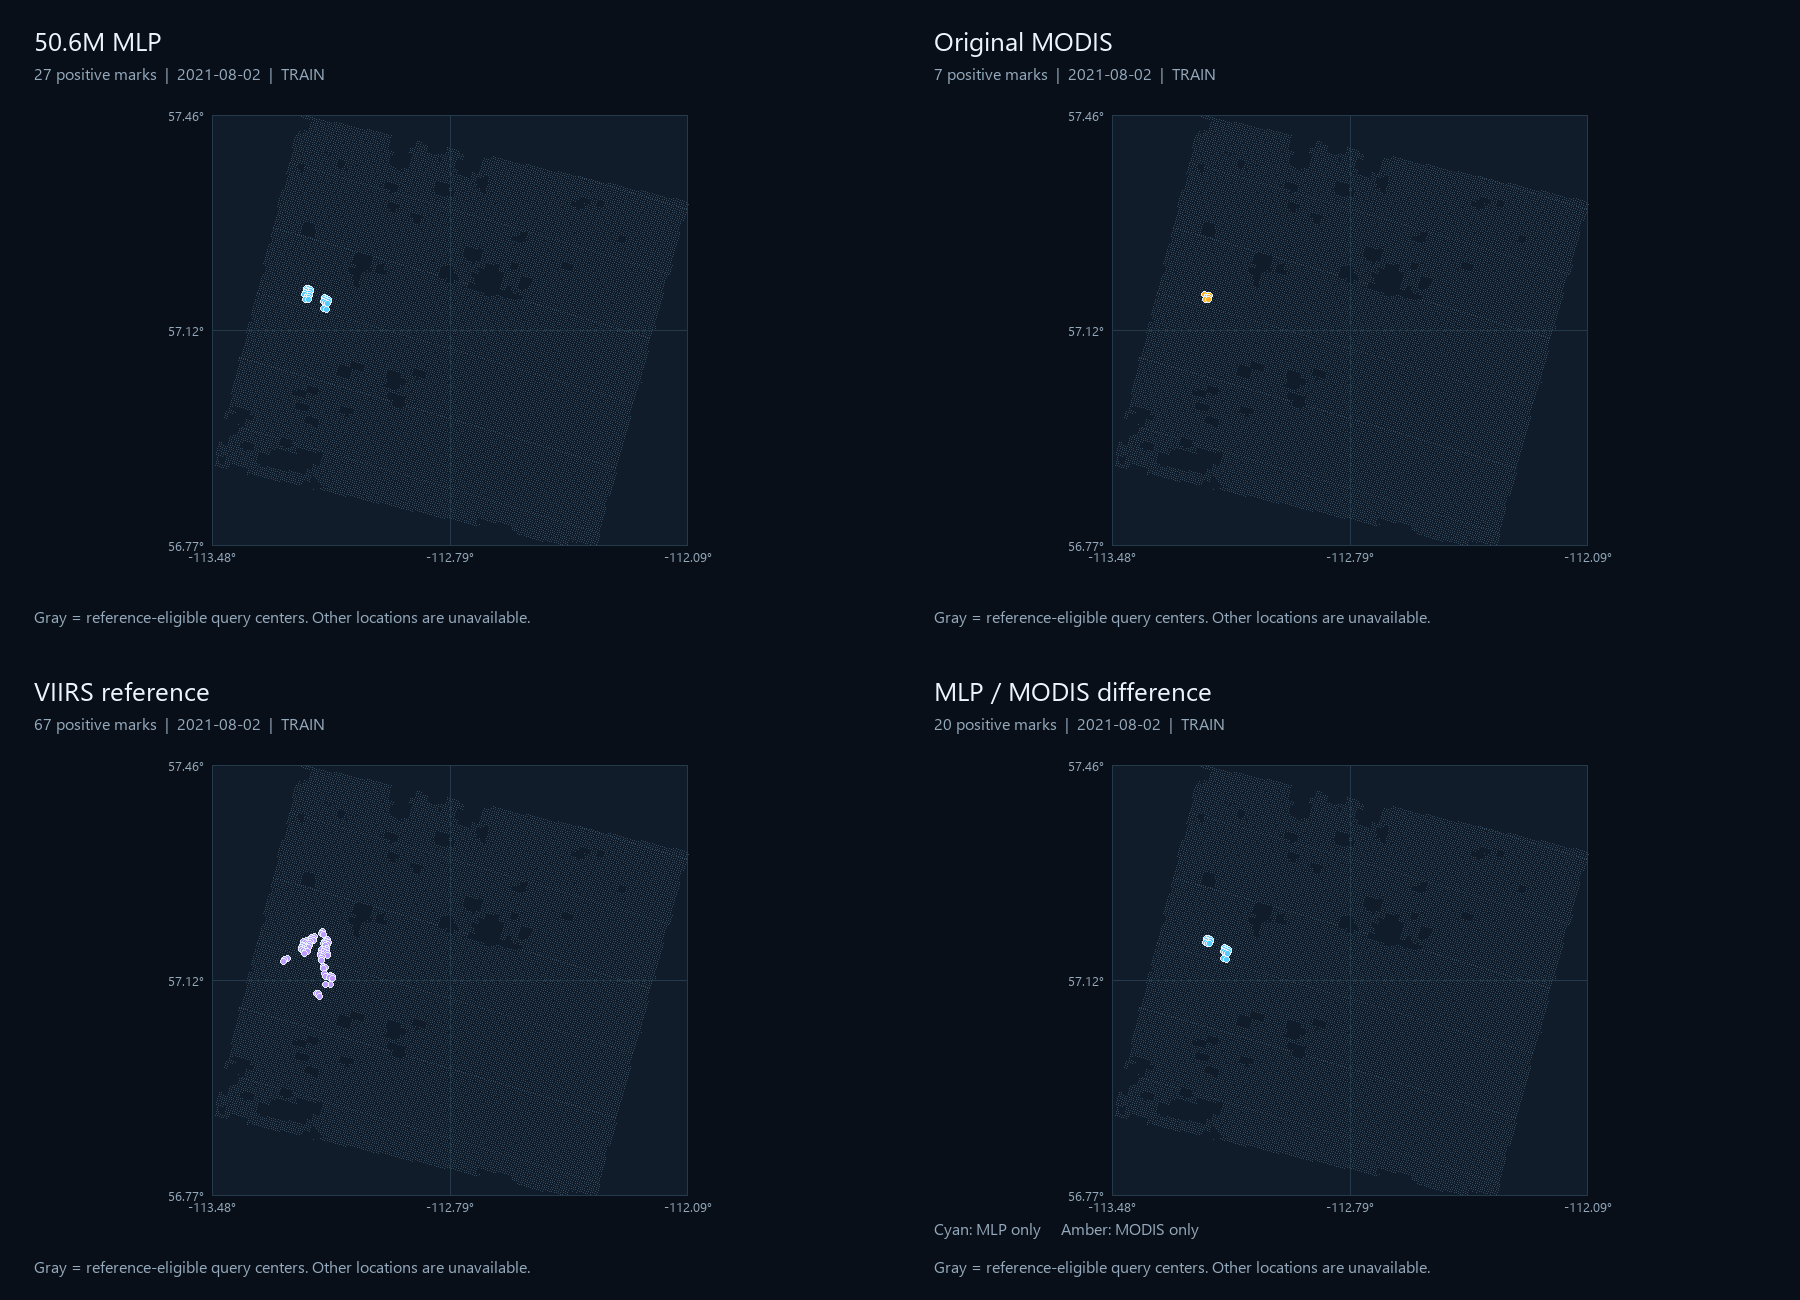 50.6M MLP
27 positive marks | 2021-08-02 | TRAIN
57.46°
57.12°
56.77°
-113.48°
-112.79°
-112.09°
Gray = reference-eligible query centers. Other locations are unavailable.
Original MODIS
7 positive marks | 2021-08-02 | TRAIN
57.46°
57.12°
56.77°
-113.48°
-112.79°
-112.09°
Gray = reference-eligible query centers. Other locations are unavailable.
VIIRS reference
67 positive marks | 2021-08-02 | TRAIN
57.46°
57.12°
56.77°
-113.48°
-112.79°
-112.09°
Gray = reference-eligible query centers. Other locations are unavailable.
MLP / MODIS difference
20 positive marks | 2021-08-02 | TRAIN
57.46°
57.12°
56.77°
-113.48°
-112.79°
-112.09°
Cyan: MLP only Amber: MODIS only
Gray = reference-eligible query centers. Other locations are unavailable.